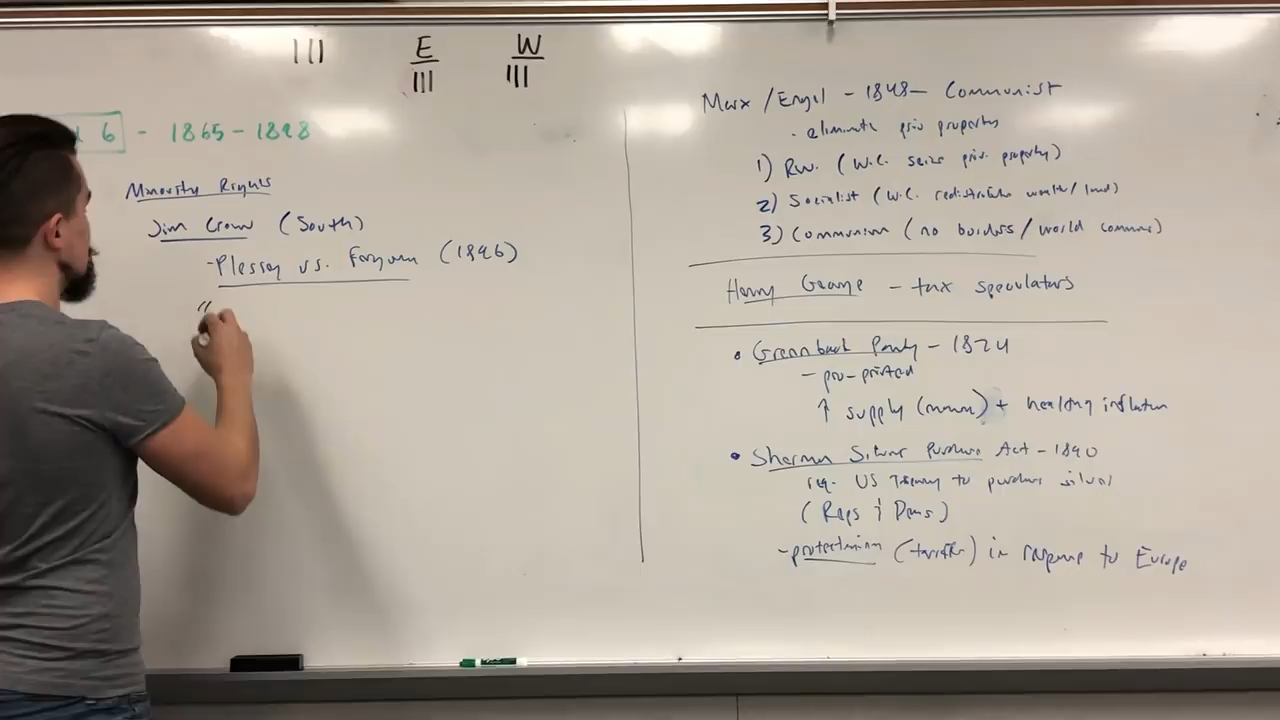 E W
6 - 1865-1898
Minority Rights
Jim Crow (South)
-Plessy vs. Ferguson (1896)
"
Marx/Engel - 1848- Communist
· eliminate priv property
1) Rev. (W.C. seize priv. property)
2) Socialist (W.C. redistribute wealth/land)
3) Communism (no borders/world commun)
Henry George - tax speculators
• Greenback Party - 1874
- pro-printed
↑ supply (money) + healthy inflation
• Sherman Silver Purchase Act - 1890
req. US Treasury to purchase silver
(Reps & Dems)
-protectionism (tariffs) in response to Europe